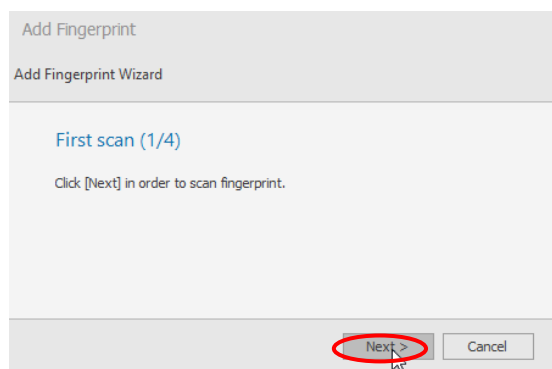 Add Fingerprint
Add Fingerprint Wizard
First scan (1/4)
Click [Next] in order to scan fingerprint.
Next > Cancel